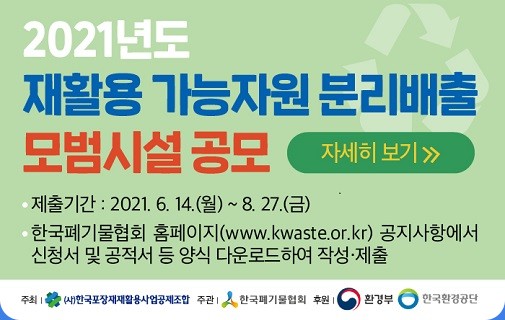 2021년도
재활용 가능자원 분리배출
모범시설 공모
자세히 보기 »
• 제출기간 : 2021. 6. 14.(월) ~ 8. 27.(금)
• 한국폐기물협회 홈페이지(www.kwaste.or.kr) 공지사항에서
신청서 및 공적서 등 양식 다운로드하여 작성·제출
주최 | (사)한국포장재재활용사업공제조합 주관 | 한국폐기물협회 후원 | 환경부 한국환경공단